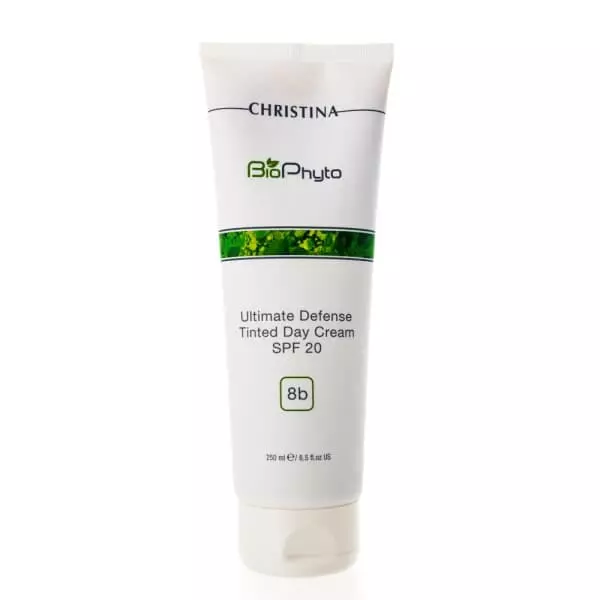 CHRISTINA
BioPhyto
Ultimate Defense
Tinted Day Cream
SPF 20
8b
250 ml ℮/ 8,5 fl.oz US